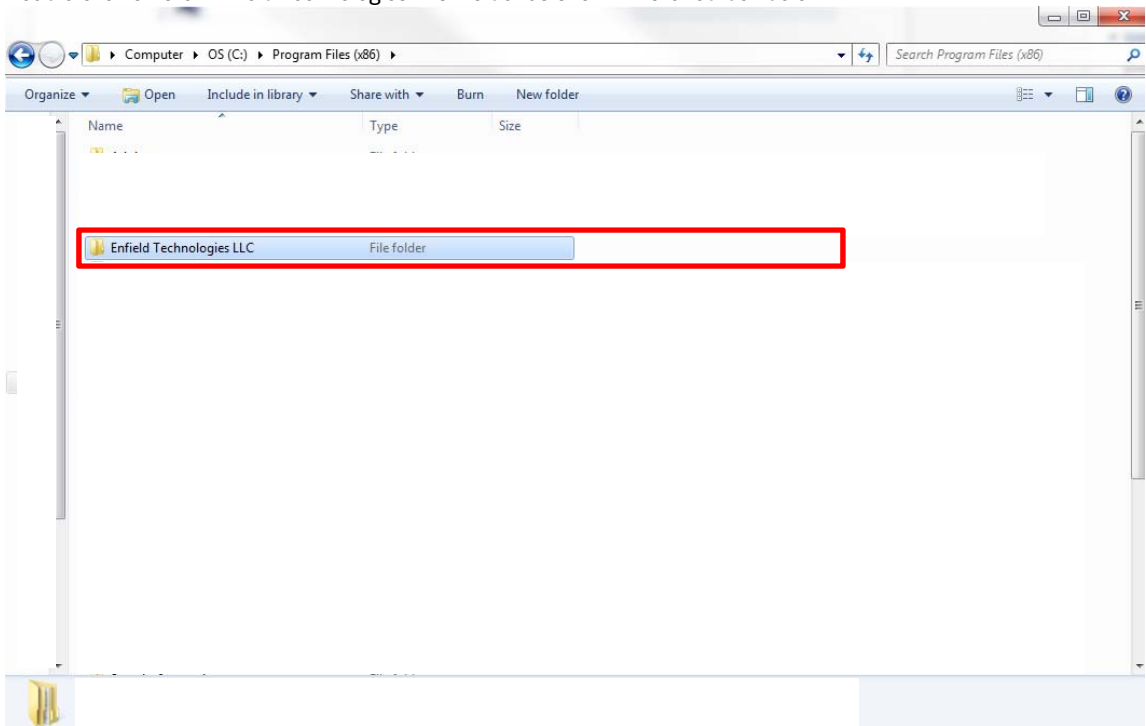 Computer ▸ OS (C:) ▸ Program Files (x86) ▸
Search Program Files (x86)
Organize
Open
Include in library
Share with
Burn
New folder
Name
Type
Size
Enfield Technologies LLC
File folder